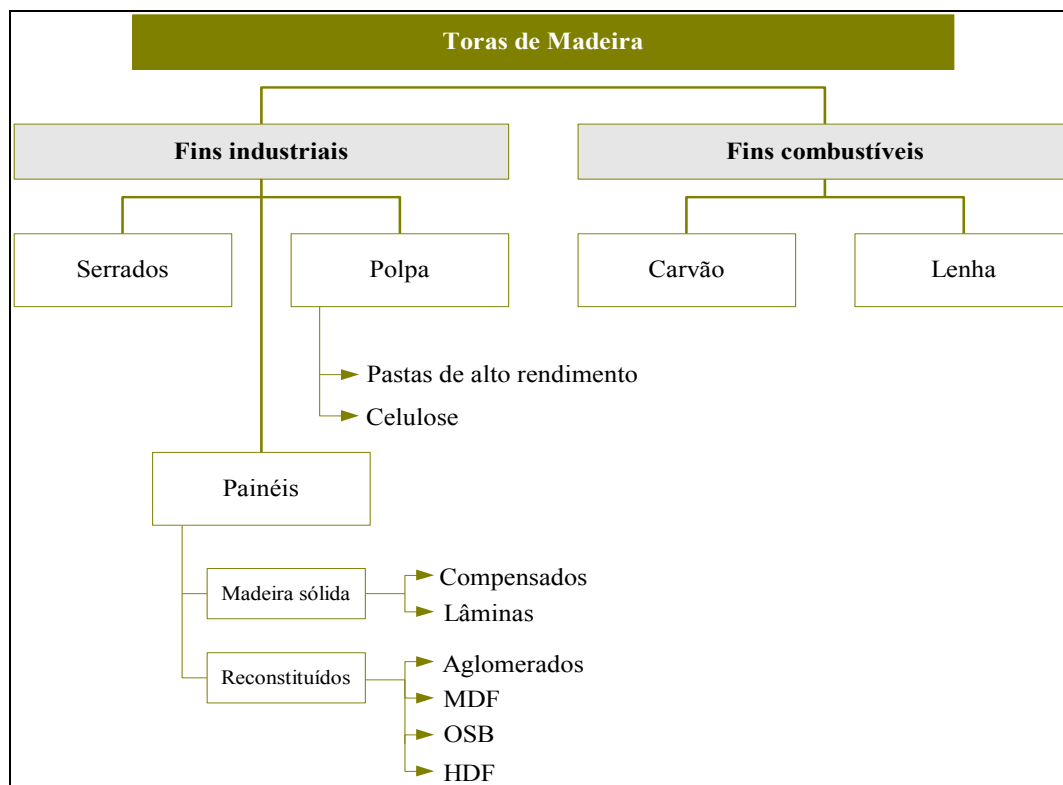 Toras de Madeira
Fins industriais
Fins combustíveis
Serrados
Polpa
Carvão
Lenha
Pastas de alto rendimento
Celulose
Painéis
Madeira sólida
Compensados
Lâminas
Reconstituídos
Aglomerados
MDF
OSB
HDF